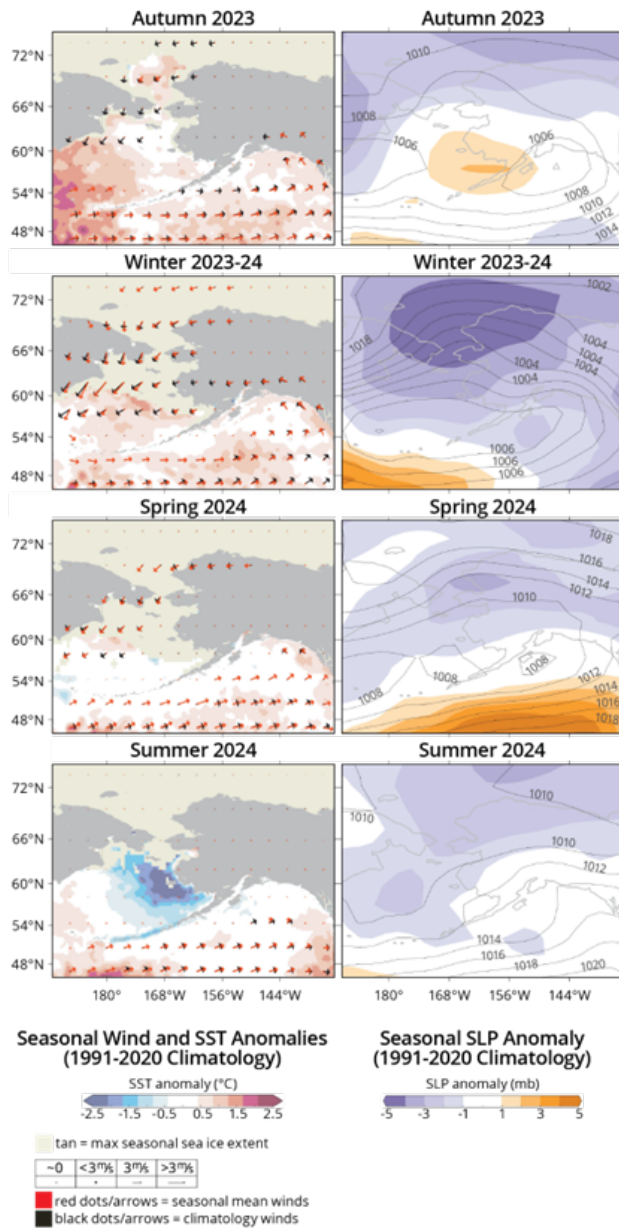 Autumn 2023
Autumn 2023
72°N
66°N
60°N
54°N
48°N
1010
1008
1006
1006
1008
1010
1012
1014
Winter 2023-24
Winter 2023-24
72°N
66°N
60°N
54°N
48°N
1002
1018
1004
1004
1004
1006
1006
1006
Spring 2024
Spring 2024
72°N
66°N
60°N
54°N
48°N
1018
1016
1014
1012
1010
1008
1008
1012
1014
1016
1018
Summer 2024
Summer 2024
72°N
66°N
60°N
54°N
48°N
1010
1010
1010
1012
1014
1016
1018
1020
180° 168°W 156°W 144°W
180° 168°W 156°W 144°W
Seasonal Wind and SST Anomalies
(1991-2020 Climatology)
SST anomaly (°C)
-2.5 -1.5 -0.5 0.5 1.5 2.5
Seasonal SLP Anomaly
(1991-2020 Climatology)
SLP anomaly (mb)
-5 -3 -1 1 3 5
tan = max seasonal sea ice extent
~0 <3m/s 3m/s >3m/s
red dots/arrows = seasonal mean winds
black dots/arrows = climatology winds